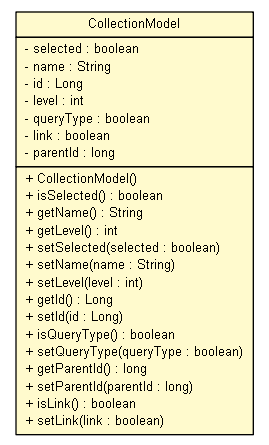 CollectionModel
- selected : boolean
- name : String
- id : Long
- level : int
- queryType : boolean
- link : boolean
- parentId : long
+ CollectionModel()
+ isSelected() : boolean
+ getName() : String
+ getLevel() : int
+ setSelected(selected : boolean)
+ setName(name : String)
+ setLevel(level : int)
+ getId() : Long
+ setId(id : Long)
+ isQueryType() : boolean
+ setQueryType(queryType : boolean)
+ getParentId() : long
+ setParentId(parentId : long)
+ isLink() : boolean
+ setLink(link : boolean)